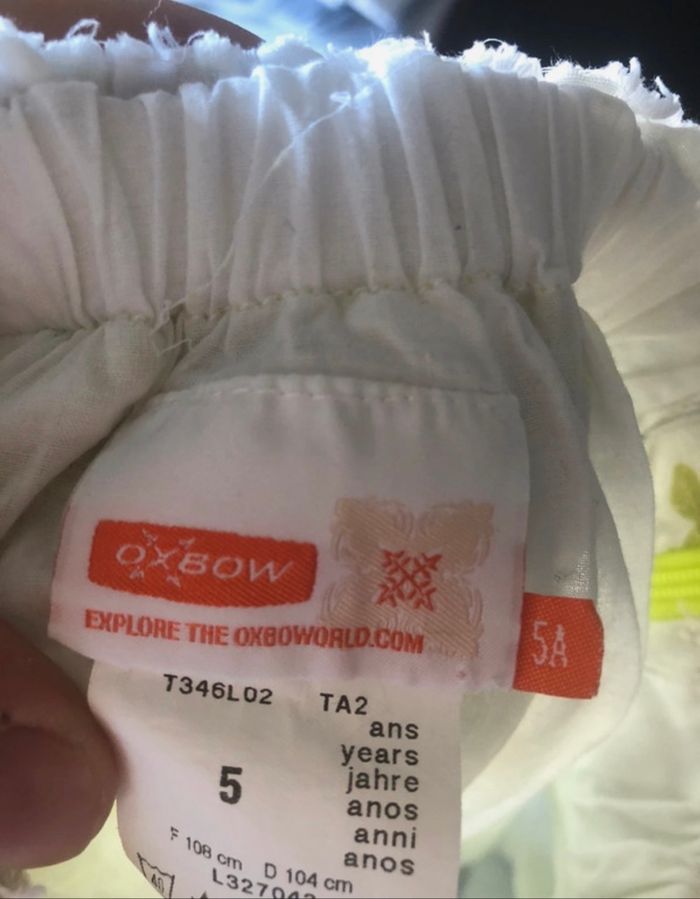 OXBOW
EXPLORE THE OXBOWORLD.COM
5A
T346L02 TA2
ans
years
5 jahre
anos
anni
anos
F 108 cm D 104 cm
40